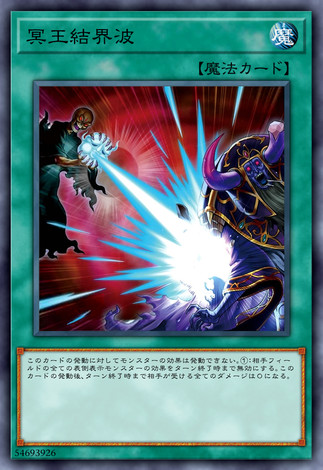 冥王結界波
魔
【魔法カード】
このカードの発動に対してモンスターの効果は発動できない。①：相手フィー
ルドの全ての表側表示モンスターの効果をターン終了時まで無効にする。こ
のカードの発動後、ターン終了時まで相手が受ける全てのダメージは０になる。
54693926